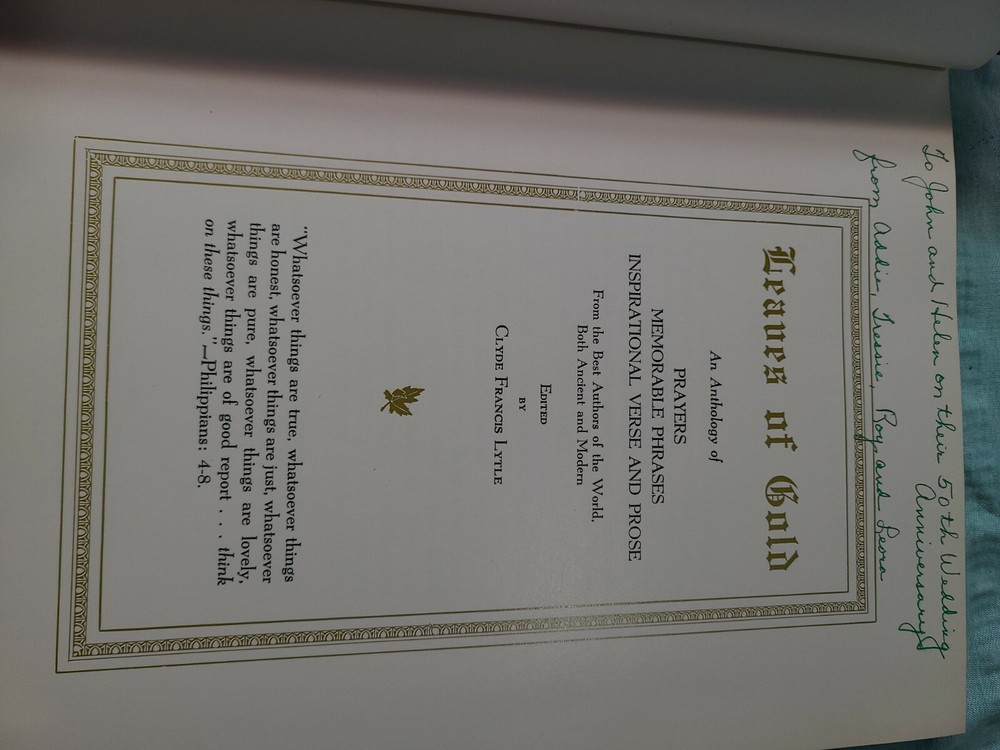 To John and Helen on their 50th Wedding
Anniversary
from Addie, Tressie, Roy, and Leora
Leaves of Gold
An Anthology of
PRAYERS
MEMORABLE PHRASES
INSPIRATIONAL VERSE AND PROSE
From the Best Authors of the World,
Both Ancient and Modern
EDITED
BY
CLYDE FRANCIS LYTLE
"Whatsoever things are true, whatsoever things
are honest, whatsoever things are just, whatsoever
things are pure, whatsoever things are lovely,
whatsoever things are of good report . . . think
on these things." —Philippians: 4-8.